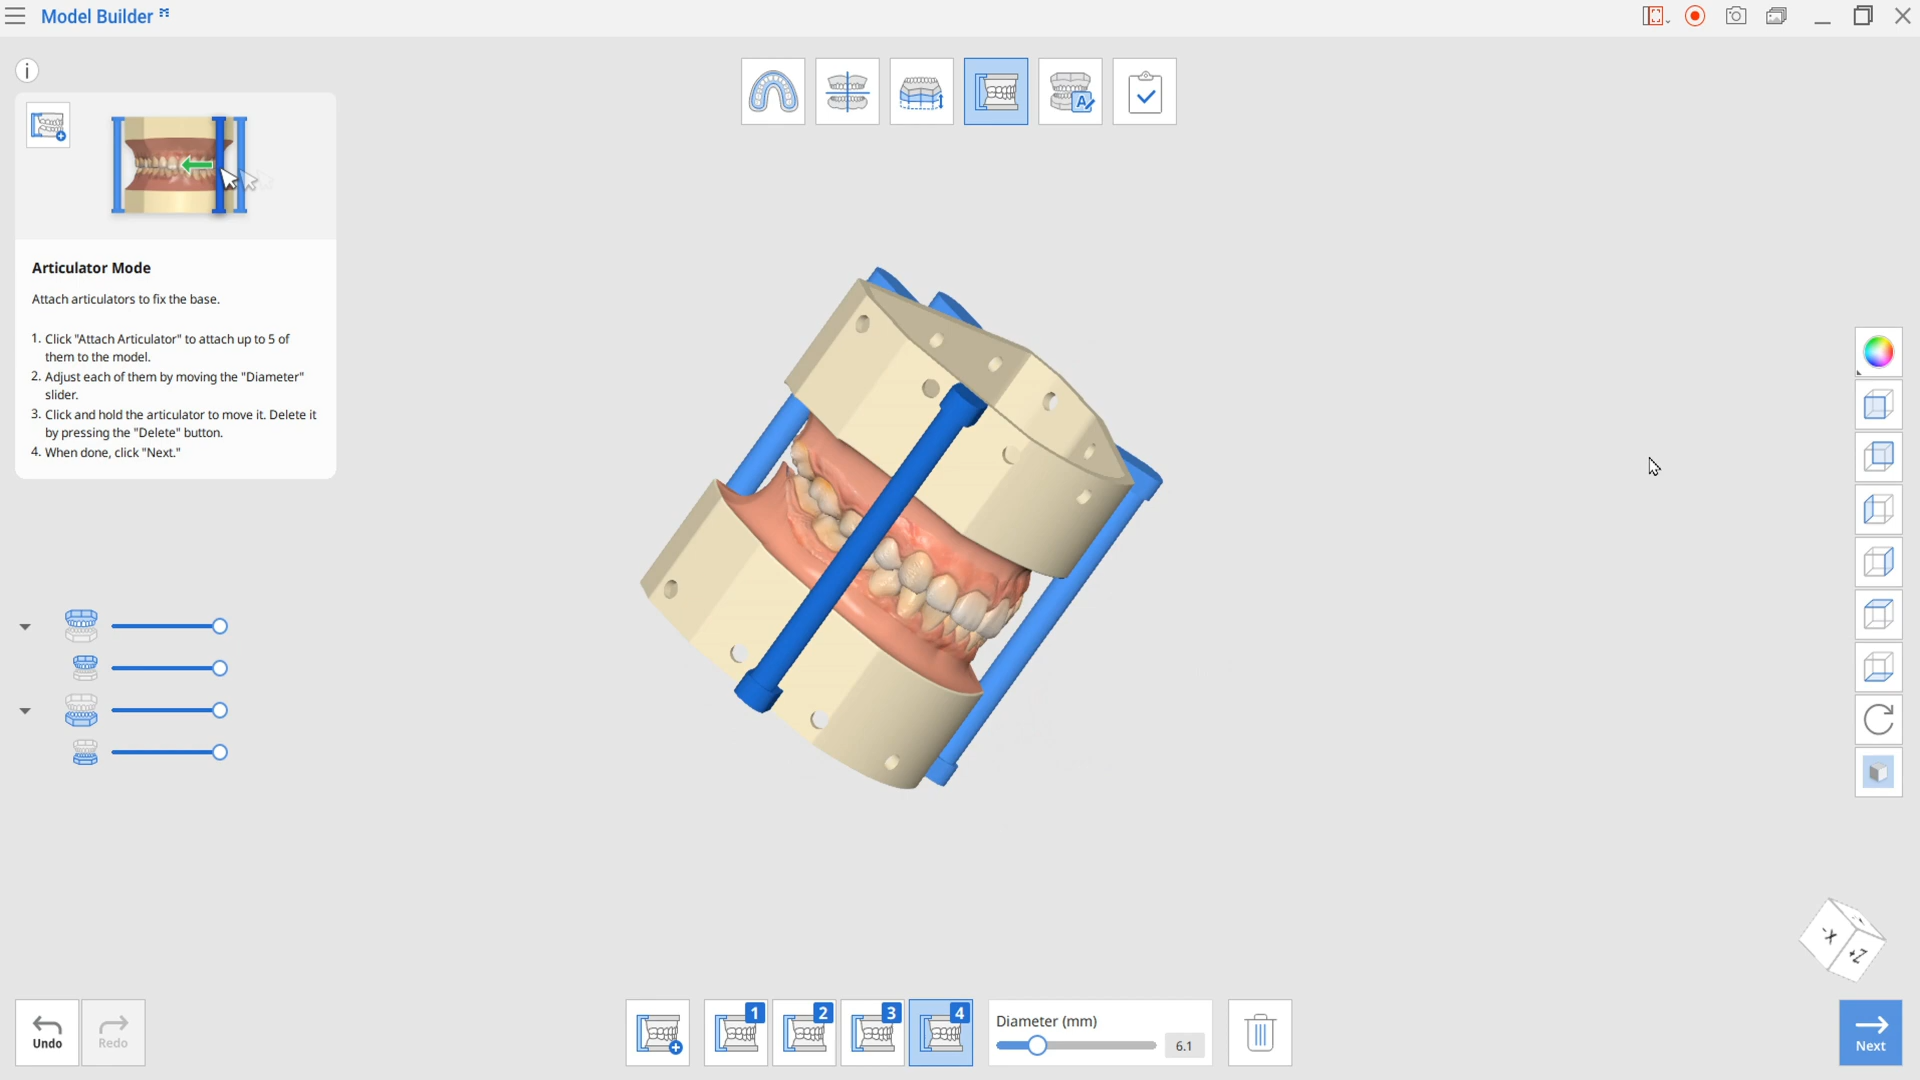 Model Builder
i
Articulator Mode
Attach articulators to fix the base.
1. Click "Attach Articulator" to attach up to 5 of
them to the model.
2. Adjust each of them by moving the "Diameter"
slider.
3. Click and hold the articulator to move it. Delete it
by pressing the "Delete" button.
4. When done, click "Next."
A
-X
+Z
Undo
Redo
1
2
3
4
Diameter (mm)
6.1
Next